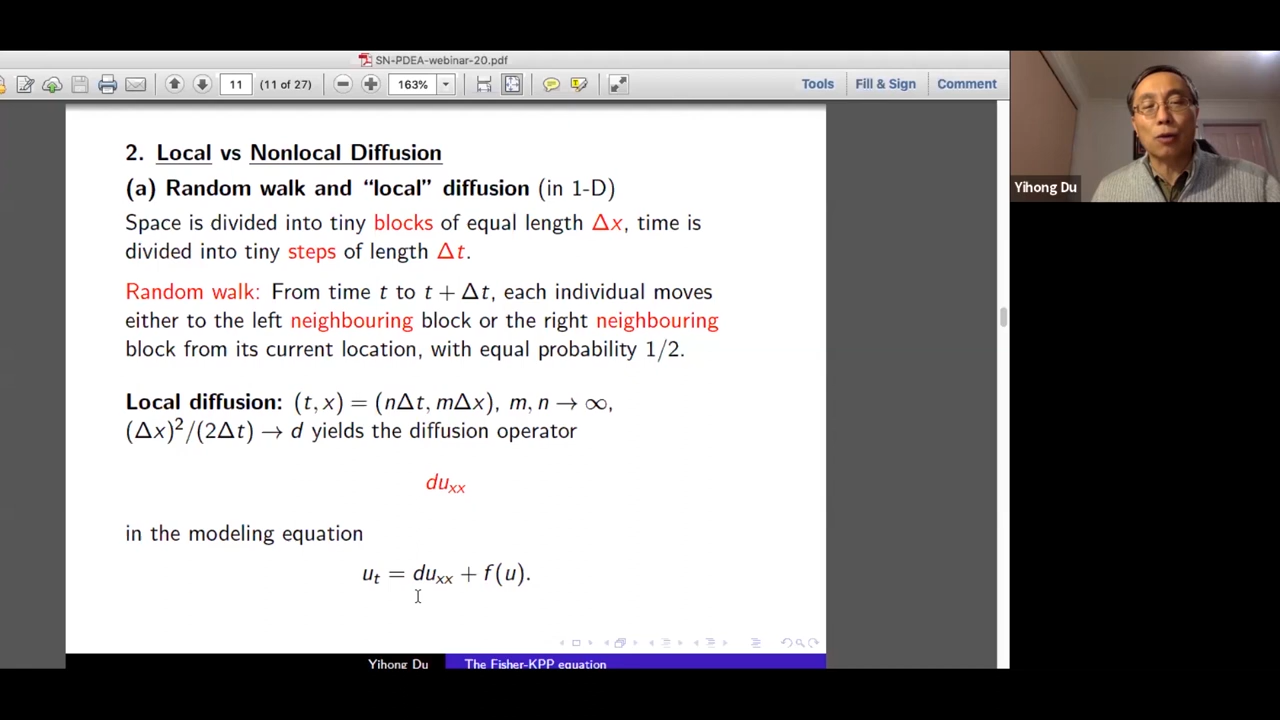 SN-PDEA-webinar-20.pdf
11 (11 of 27) 163% Tools Fill & Sign Comment
2. Local vs Nonlocal Diffusion
(a) Random walk and “local” diffusion (in 1-D)
Space is divided into tiny blocks of equal length Δx, time is
divided into tiny steps of length Δt.
Random walk: From time t to t + Δt, each individual moves
either to the left neighbouring block or the right neighbouring
block from its current location, with equal probability 1/2.
Local diffusion: (t, x) = (nΔt, mΔx), m, n → ∞,
(Δx)²/(2Δt) → d yields the diffusion operator
du_xx
in the modeling equation
u_t = du_xx + f(u).
Yihong Du The Fisher-KPP equation
Yihong Du